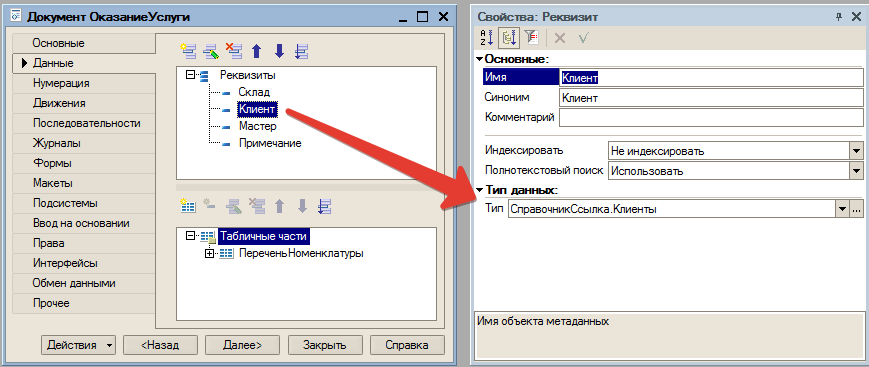 Документ ОказаниеУслуги
Основные
Данные
Нумерация
Движения
Последовательности
Журналы
Формы
Макеты
Подсистемы
Ввод на основании
Права
Интерфейсы
Обмен данными
Прочее
Реквизиты
Склад
Клиент
Мастер
Примечание
Табличные части
ПереченьНоменклатуры
Действия
<Назад
Далее>
Закрыть
Справка
Свойства: Реквизит
Основные:
Имя Клиент
Синоним Клиент
Комментарий
Индексировать Не индексировать
Полнотекстовый поиск Использовать
Тип данных:
Тип СправочникСсылка.Клиенты ...
Имя объекта метаданных